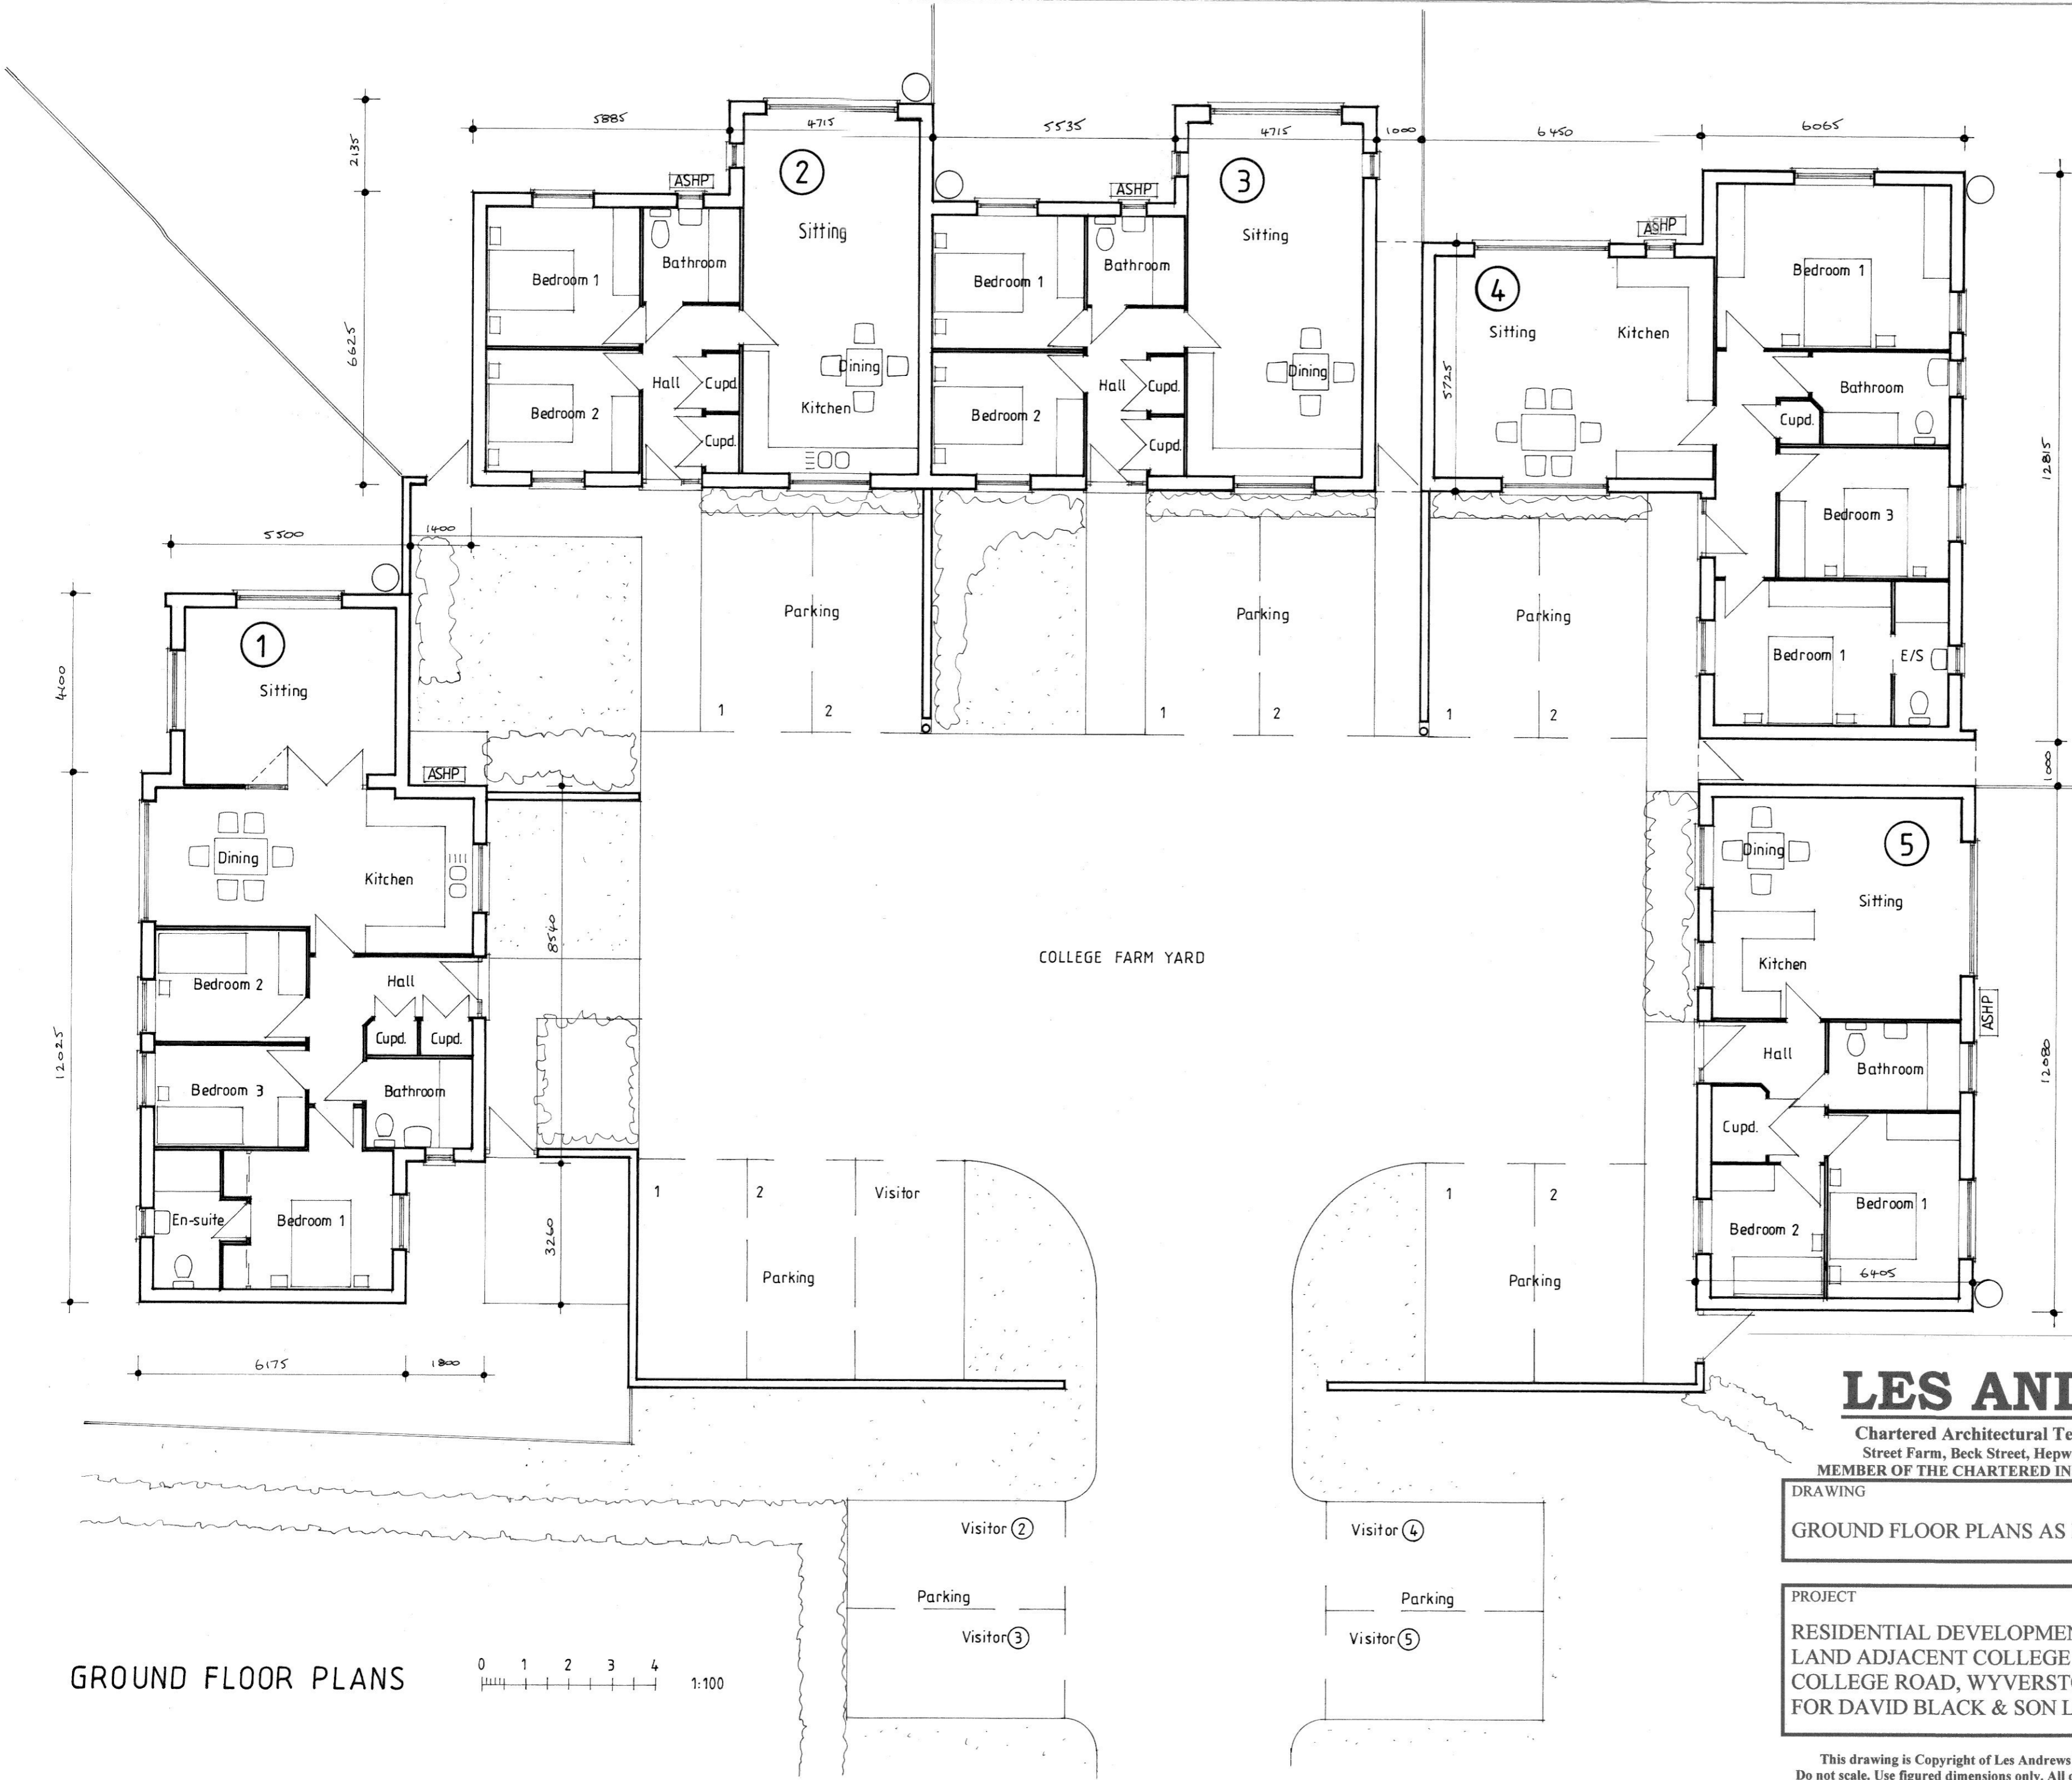 5885
4715
5535
4715
1000
6450
6065
2135
6625
ASHP
2
Sitting
Bedroom 1
Bathroom
Bedroom 2
Hall
Cupd
Cupd.
Dining
Kitchen
ASHP
3
Sitting
Bedroom 1
Bathroom
Bedroom 2
Hall
Cupd.
Cupd.
Dining
ASHP
4
Sitting
Kitchen
5725
Bedroom 1
Bathroom
Cupd.
Bedroom 3
Bedroom 1
E/S
12815
1000
5500
1400
4100
12025
1
Sitting
ASHP
Dining
Kitchen
Bedroom 2
Hall
Cupd.
Cupd.
Bedroom 3
Bathroom
En-suite
Bedroom 1
6175
1800
8540
3260
Parking
1
2
Parking
1
2
Parking
1
2
COLLEGE FARM YARD
5
Dining
Sitting
Kitchen
ASHP
Hall
Bathroom
Cupd.
Bedroom 2
Bedroom 1
6405
12080
1
2
Visitor
Parking
1
2
Parking
Visitor 2
Parking
Visitor 3
Visitor 4
Parking
Visitor 5
GROUND FLOOR PLANS
0 1 2 3 4
1:100
LES AND
Chartered Architectural Te
Street Farm, Beck Street, Hepw
MEMBER OF THE CHARTERED IN
DRAWING
GROUND FLOOR PLANS AS
PROJECT
RESIDENTIAL DEVELOPMEN
LAND ADJACENT COLLEGE
COLLEGE ROAD, WYVERST
FOR DAVID BLACK & SON L
This drawing is Copyright of Les Andrews
Do not scale. Use figured dimensions only. All